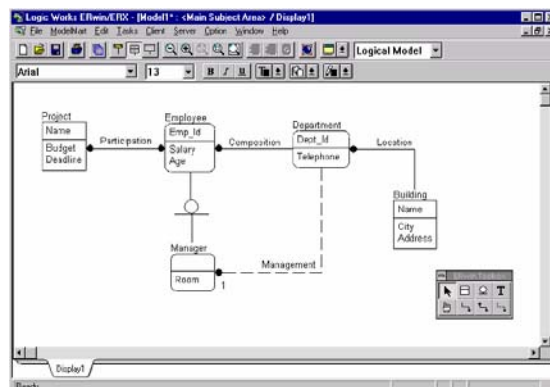 Logic Works ERwin/ERX - [Model1* : <Main Subject Area> / Display1]
File ModelMart Edit Tasks Client Server Option Window Help
Logical Model
Arial 13 B I U
Project
Name
Budget
Deadline
Participation
Employee
Emp_Id
Salary
Age
Composition
Department
Dept_Id
Telephone
Location
Building
Name
City
Address
Manager
Room
Management
1
ERwin Toolbox
T
Display1
Ready